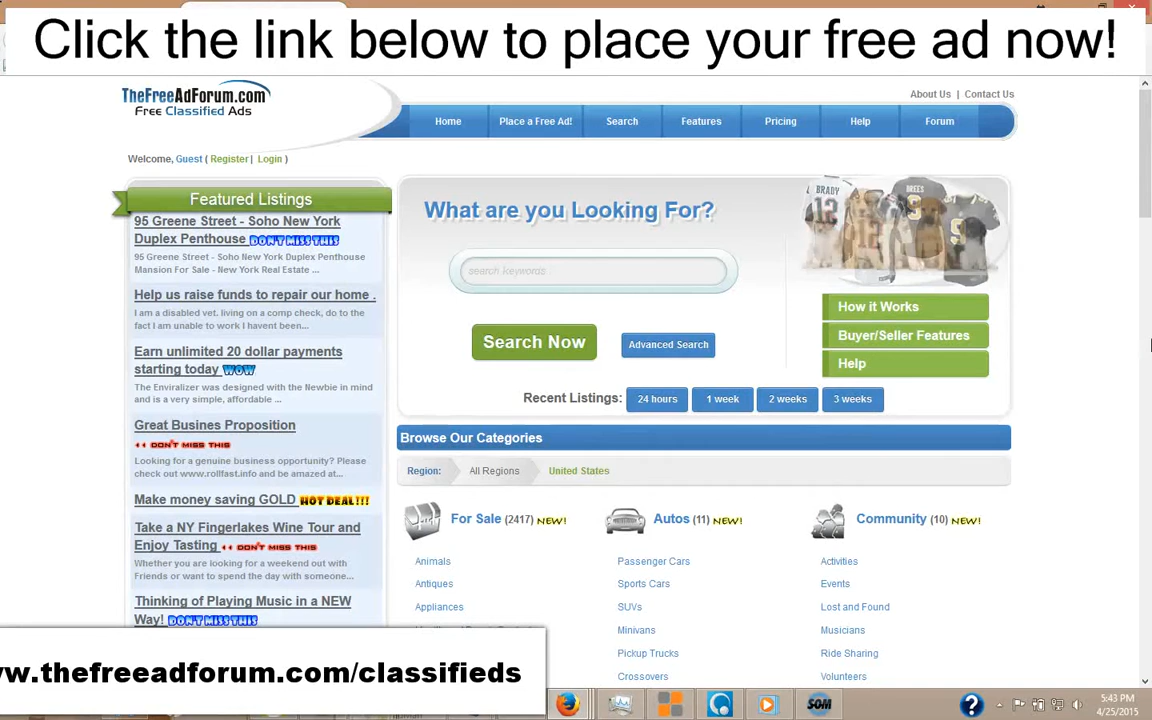 Click the link below to place your free ad now!
TheFreeAdForum.com
Free Classified Ads
About Us | Contact Us
Home
Place a Free Ad!
Search
Features
Pricing
Help
Forum
Welcome, Guest ( Register | Login )
Featured Listings
95 Greene Street - Soho New York
Duplex Penthouse DON'T MISS THIS
95 Greene Street - Soho New York Duplex Penthouse
Mansion For Sale - New York Real Estate ...
Help us raise funds to repair our home .
I am a disabled vet. living on a comp check, do to the
fact I am unable to work I havent been...
Earn unlimited 20 dollar payments
starting today WOW
The Enviralizer was designed with the Newbie in mind
and is a very simple, affordable ...
Great Busines Proposition
DON'T MISS THIS
Looking for a genuine business opportunity? Please
check out www.rollfast.info and be amazed at...
Make money saving GOLD HOT DEAL!!!
Take a NY Fingerlakes Wine Tour and
Enjoy Tasting DON'T MISS THIS
Whether you are looking for a weekend out with
Friends or want to spend the day with someone...
Thinking of Playing Music in a NEW
Way! DON'T MISS THIS
What are you Looking For?
search keywords
Search Now
Advanced Search
BRADY
12
BREES
9
How it Works
Buyer/Seller Features
Help
Recent Listings:
24 hours
1 week
2 weeks
3 weeks
Browse Our Categories
Region:
All Regions
United States
For Sale (2417) NEW!
Animals
Antiques
Appliances
Autos (11) NEW!
Passenger Cars
Sports Cars
SUVs
Minivans
Pickup Trucks
Crossovers
Community (10) NEW!
Activities
Events
Lost and Found
Musicians
Ride Sharing
Volunteers
w.thefreeadforum.com/classifieds
SOM
5:43 PM
4/25/2015